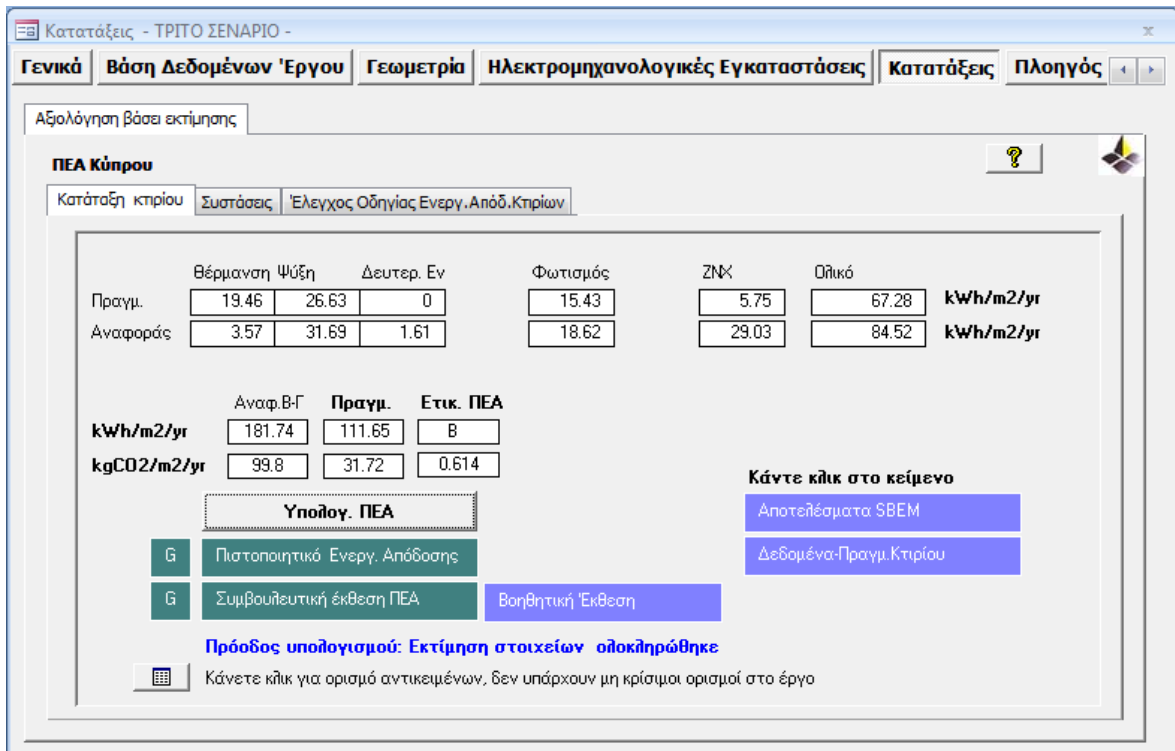 Κατατάξεις - ΤΡΙΤΟ ΣΕΝΑΡΙΟ -
Γενικά Βάση Δεδομένων Έργου Γεωμετρία Ηλεκτρομηχανολογικές Εγκαταστάσεις Κατατάξεις Πλοηγός
Αξιολόγηση βάσει εκτίμησης
ΠΕΑ Κύπρου
?
Κατάταξη κτιρίου Συστάσεις Έλεγχος Οδηγίας Ενεργ.Απόδ.Κτιρίων
Θέρμανση Ψύξη Δευτερ. Εν Φωτισμός ΖΝΧ Ολικό
Πραγμ. 19.46 26.63 0 15.43 5.75 67.28 kWh/m2/yr
Αναφοράς 3.57 31.69 1.61 18.62 29.03 84.52 kWh/m2/yr
Αναφ.Β-Γ Πραγμ. Ετικ. ΠΕΑ
kWh/m2/yr 181.74 111.65 B
kgCO2/m2/yr 99.8 31.72 0.614
Κάντε κλικ στο κείμενο
Υπολογ. ΠΕΑ
Αποτελέσματα SBEM
G Πιστοποιητικό Ενεργ. Απόδοσης
Δεδομένα-Πραγμ.Κτιρίου
G Συμβουλευτική έκθεση ΠΕΑ Βοηθητική Έκθεση
Πρόοδος υπολογισμού: Εκτίμηση στοιχείων ολοκληρώθηκε
Κάνετε κλικ για ορισμό αντικειμένων, δεν υπάρχουν μη κρίσιμοι ορισμοί στο έργο